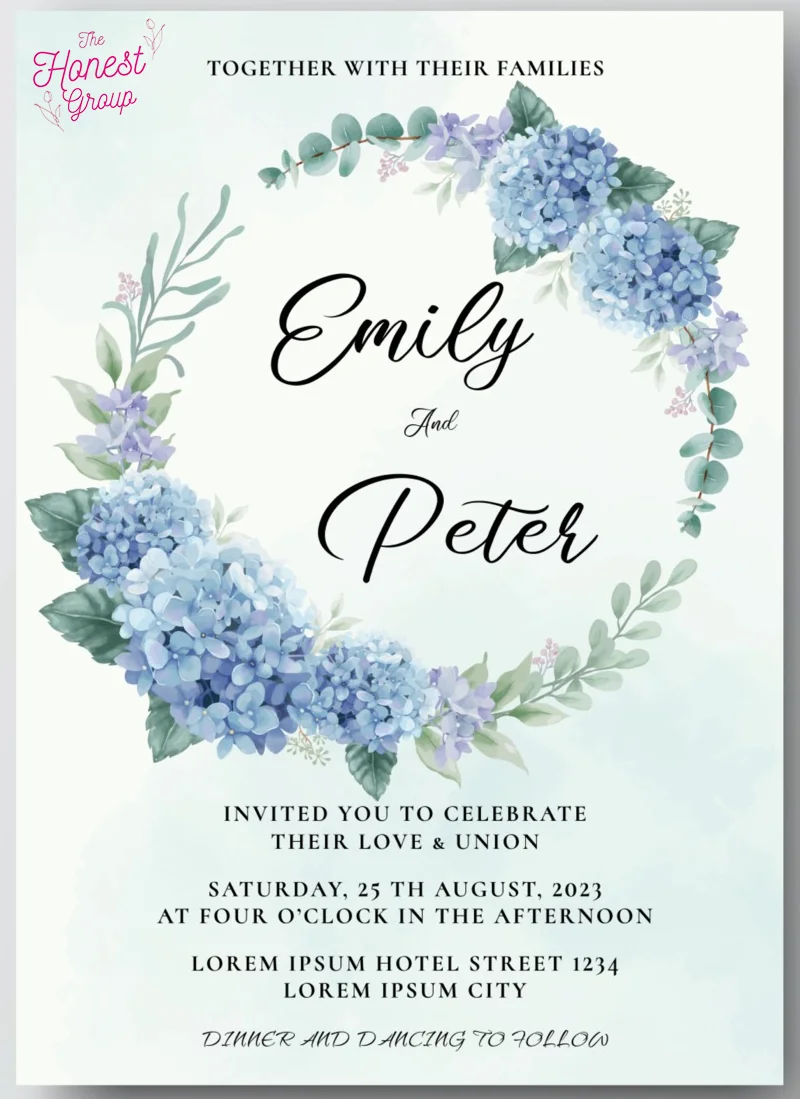 The
Honest
Group
TOGETHER WITH THEIR FAMILIES
Emily
And
Peter
INVITED YOU TO CELEBRATE
THEIR LOVE & UNION
SATURDAY, 25 TH AUGUST, 2023
AT FOUR O'CLOCK IN THE AFTERNOON
LOREM IPSUM HOTEL STREET 1234
LOREM IPSUM CITY
DINNER AND DANCING TO FOLLOW